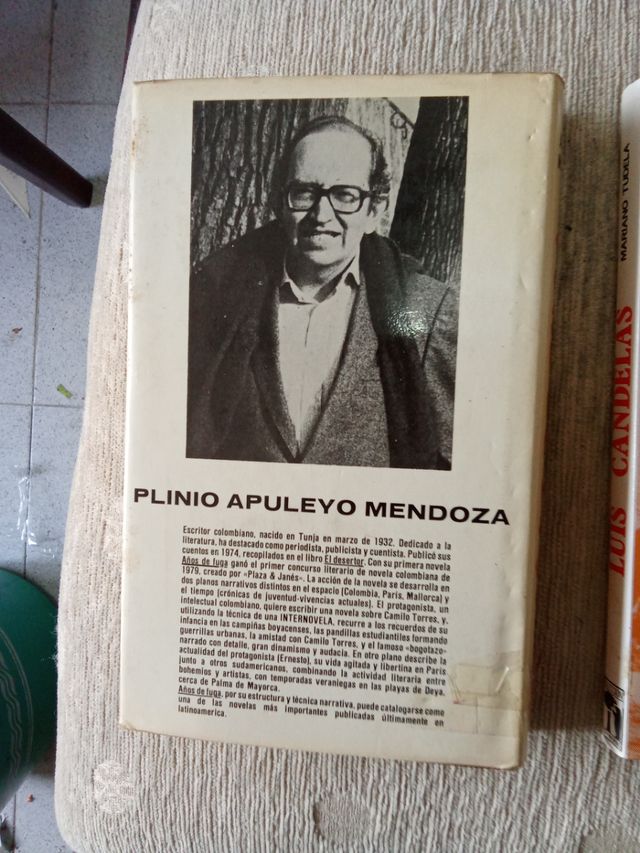 PLINIO APULEYO MENDOZA
Escritor colombiano, nacido en Tunja en marzo de 1932. Dedicado a la
literatura, ha destacado como periodista, publicista y cuentista. Publicó sus
cuentos en 1974, recopilados en el libro El desertor. Con su primera novela
Años de fuga ganó el primer concurso literario de novela colombiana de
1979, creado por «Plaza & Janés». La acción de la novela se desarrolla en
dos planos narrativos distintos en el espacio (Colombia, París, Mallorca) y en
el tiempo (crónicas de juventud-vivencias actuales). El protagonista, un
intelectual colombiano, quiere escribir una novela sobre Camilo Torres, y,
utilizando la técnica de una INTERNOVELA, recurre a los recuerdos de su
infancia en las campiñas boyacenses, las pandillas estudiantiles formando
guerrillas urbanas, la amistad con Camilo Torres, y el famoso «bogotazo»
narrado con detalle, gran dinamismo y audacia. En otro plano describe la
actualidad del protagonista (Ernesto), su vida agitada y libertina en París
junto a otros sudamericanos, combinando la actividad literaria entre
bohemios y artistas, con temporadas veraniegas en las playas de Deya,
cerca de Palma de Mayorca.
Años de fuga, por su estructura y técnica narrativa, puede catalogarse como
una de las novelas más importantes publicadas últimamente en
latinoamerica.
LUIS CANDELAS
MARIANO TUDELA